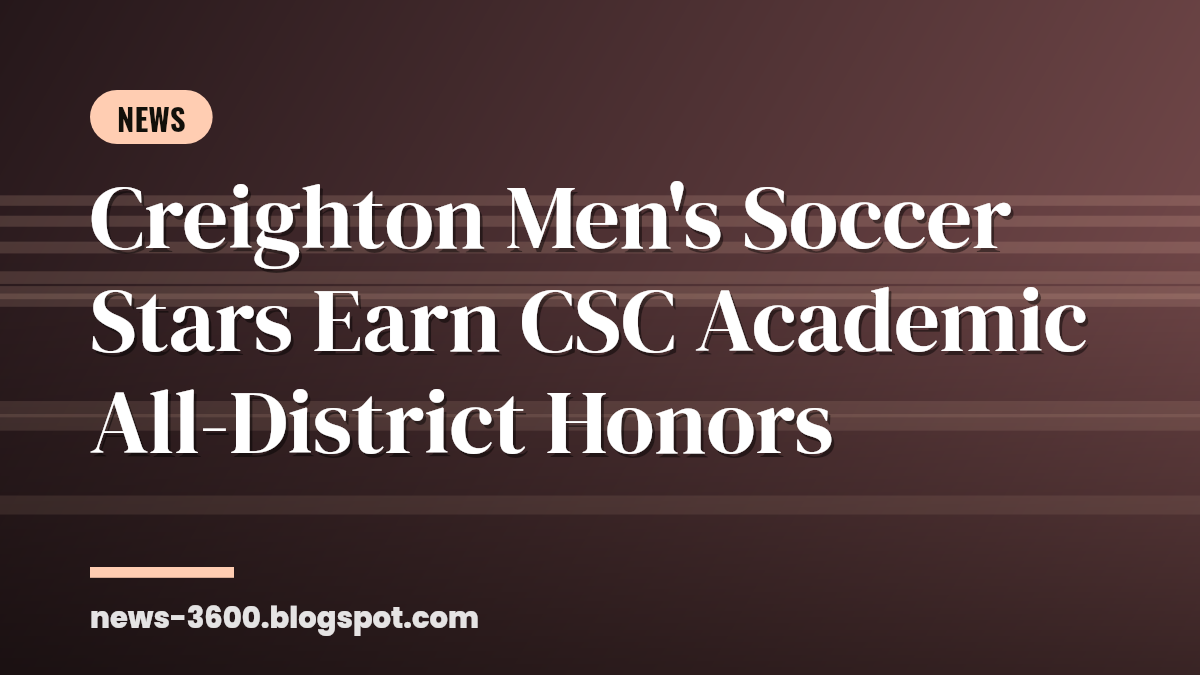 NEWS
Creighton Men's Soccer
Stars Earn CSC Academic
All-District Honors
news-3600.blogspot.com